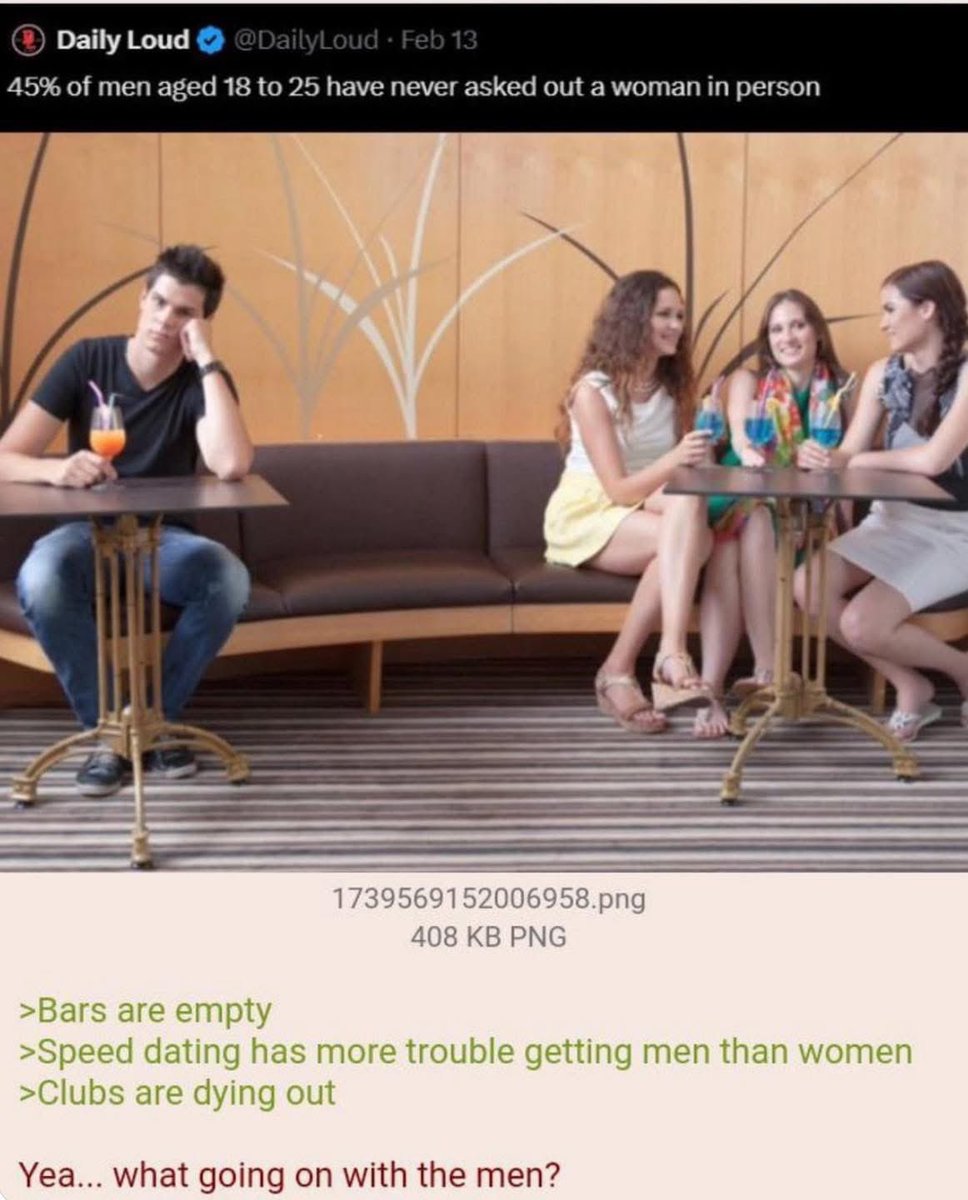 Daily Loud @DailyLoud · Feb 13
45% of men aged 18 to 25 have never asked out a woman in person
1739569152006958.png
408 KB PNG
>Bars are empty
>Speed dating has more trouble getting men than women
>Clubs are dying out
Yea... what going on with the men?